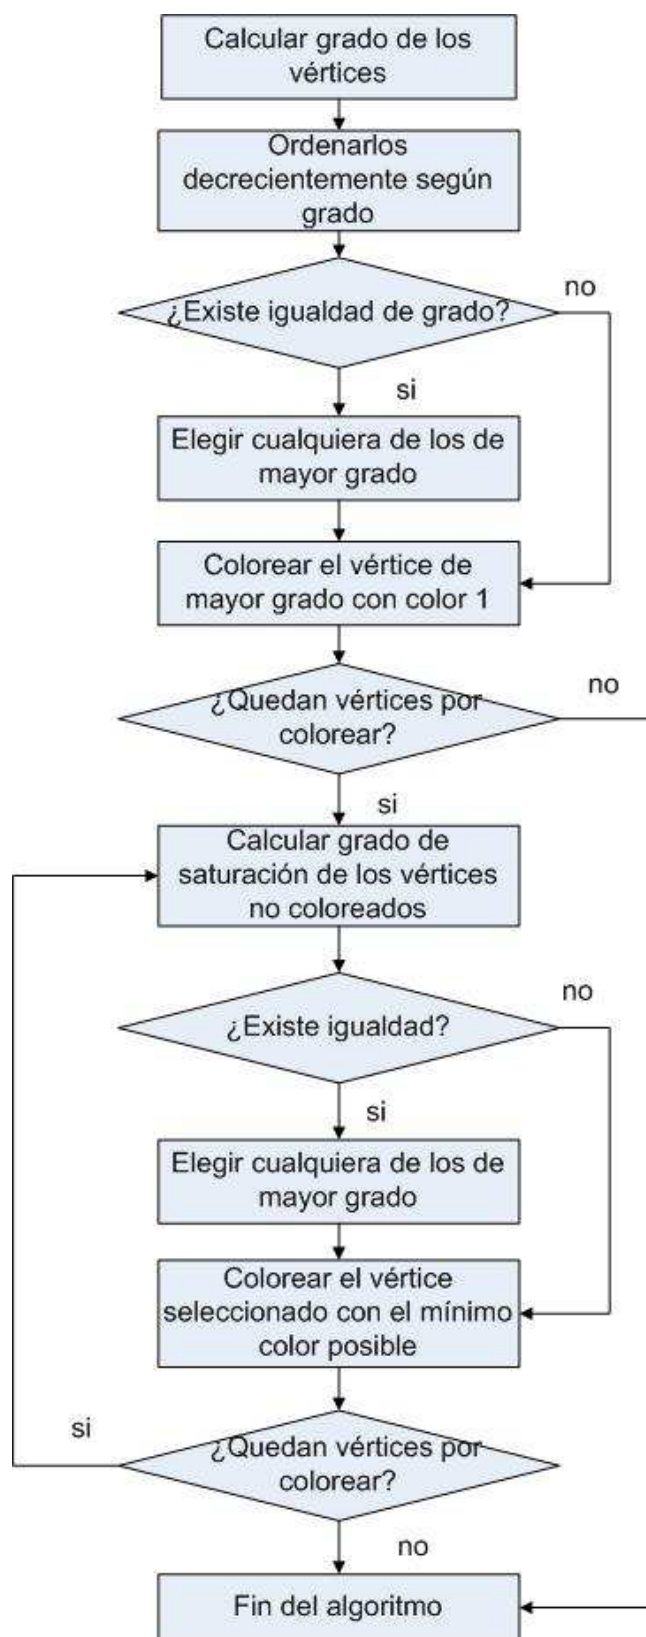 Calcular grado de los
vértices
Ordenarlos
decrecientemente según
grado
¿Existe igualdad de grado?
no
si
Elegir cualquiera de los de
mayor grado
Colorear el vértice de
mayor grado con color 1
¿Quedan vértices por
colorear?
no
si
Calcular grado de
saturación de los vértices
no coloreados
¿Existe igualdad?
no
si
Elegir cualquiera de los de
mayor grado
Colorear el vértice
seleccionado con el mínimo
color posible
si
¿Quedan vértices por
colorear?
no
Fin del algoritmo